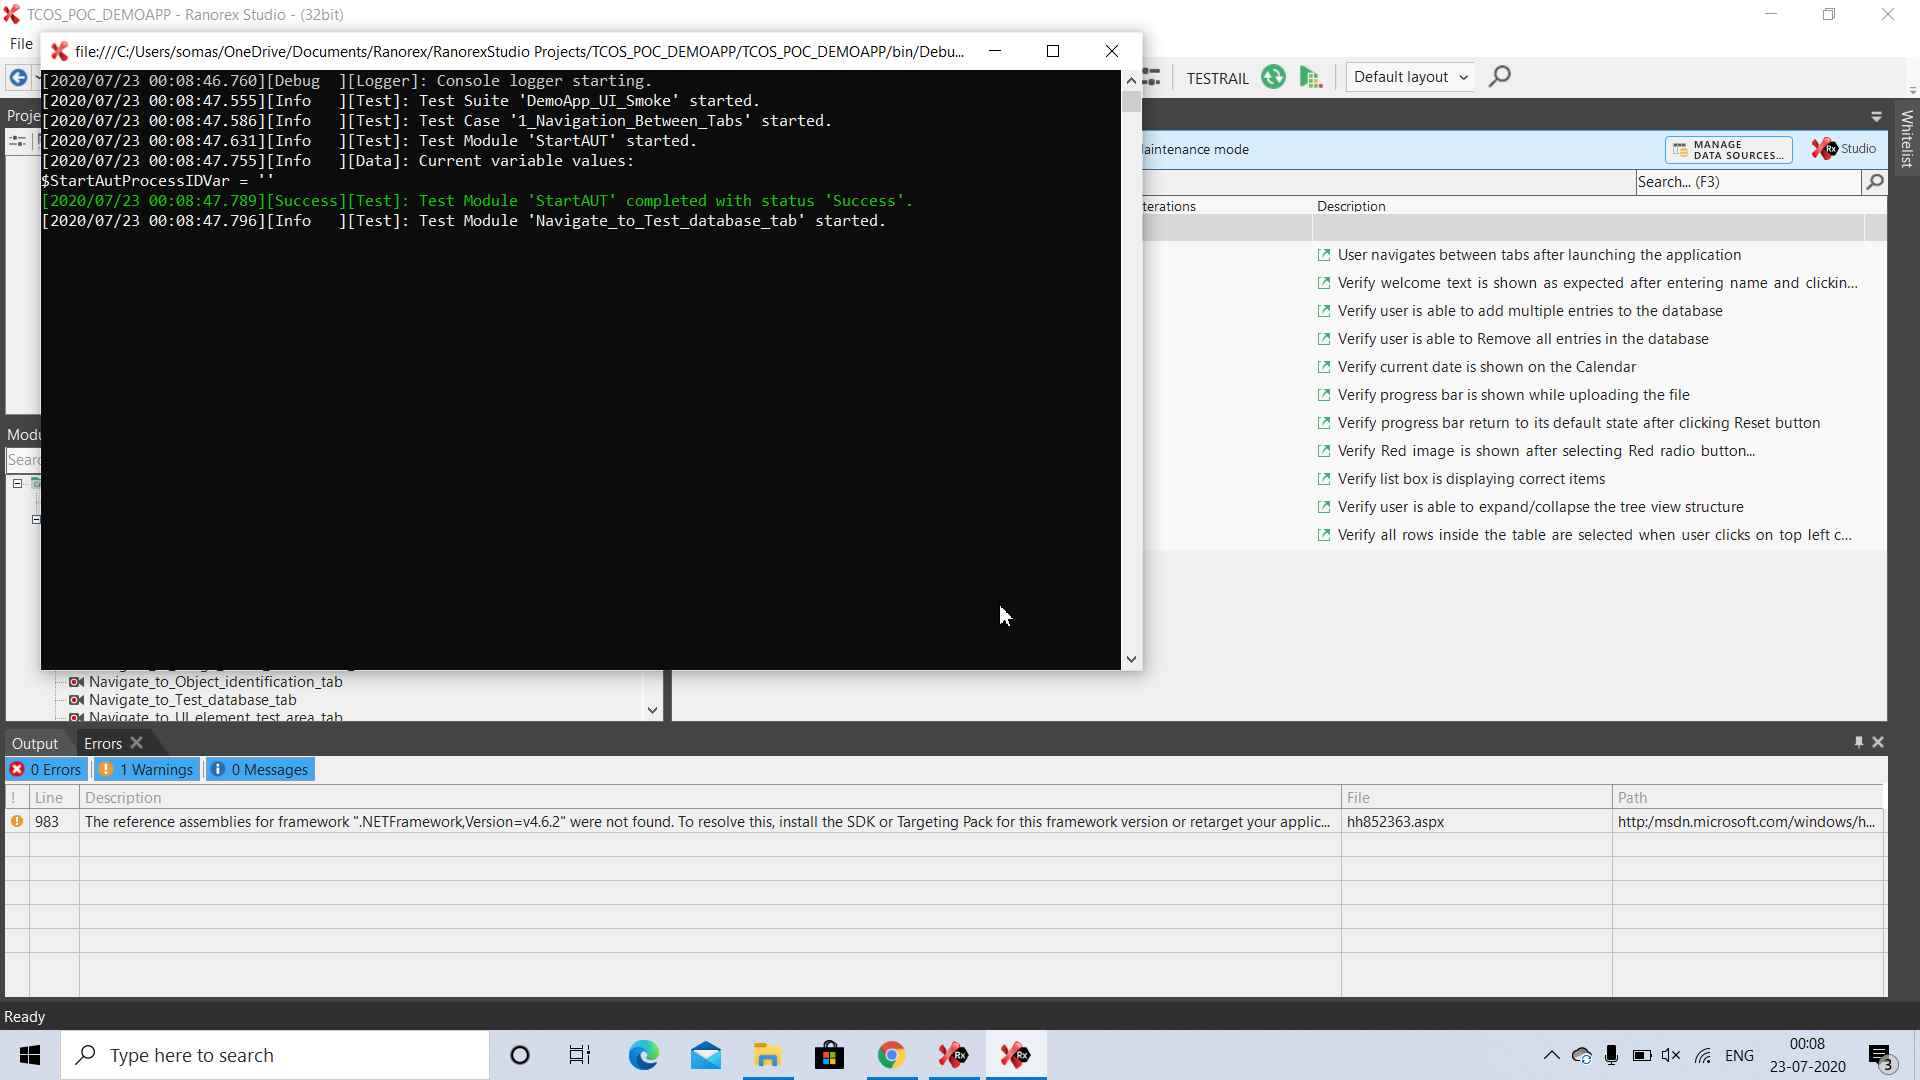 TCOS_POC_DEMOAPP - Ranorex Studio - (32bit)
File
file:///C:/Users/somas/OneDrive/Documents/Ranorex/RanorexStudio Projects/TCOS_POC_DEMOAPP/TCOS_POC_DEMOAPP/bin/Debu...
[2020/07/23 00:08:46.760][Debug  ][Logger]: Console logger starting.
[2020/07/23 00:08:47.555][Info   ][Test]: Test Suite 'DemoApp_UI_Smoke' started.
[2020/07/23 00:08:47.586][Info   ][Test]: Test Case '1_Navigation_Between_Tabs' started.
[2020/07/23 00:08:47.631][Info   ][Test]: Test Module 'StartAUT' started.
[2020/07/23 00:08:47.755][Info   ][Data]: Current variable values:
$StartAutProcessIDVar = ''
[2020/07/23 00:08:47.789][Success][Test]: Test Module 'StartAUT' completed with status 'Success'.
[2020/07/23 00:08:47.796][Info   ][Test]: Test Module 'Navigate_to_Test_database_tab' started.
TESTRAIL
Default layout
Proje
Whitelist
laintenance mode
MANAGE
DATA SOURCES...
Rx Studio
Search... (F3)
terations
Description
User navigates between tabs after launching the application
Verify welcome text is shown as expected after entering name and clickin...
Verify user is able to add multiple entries to the database
Verify user is able to Remove all entries in the database
Verify current date is shown on the Calendar
Verify progress bar is shown while uploading the file
Verify progress bar return to its default state after clicking Reset button
Verify Red image is shown after selecting Red radio button...
Verify list box is displaying correct items
Verify user is able to expand/collapse the tree view structure
Verify all rows inside the table are selected when user clicks on top left c...
Modu
Searc
Navigate_to_Object_identification_tab
Navigate_to_Test_database_tab
Navigate_to_UI_element_test_area_tab
Output
Errors
0 Errors
1 Warnings
0 Messages
!
Line
Description
File
Path
983
The reference assemblies for framework ".NETFramework,Version=v4.6.2" were not found. To resolve this, install the SDK or Targeting Pack for this framework version or retarget your applic...
hh852363.aspx
http:/msdn.microsoft.com/windows/h...
Ready
Type here to search
Rx
Rx
ENG
00:08
23-07-2020
3